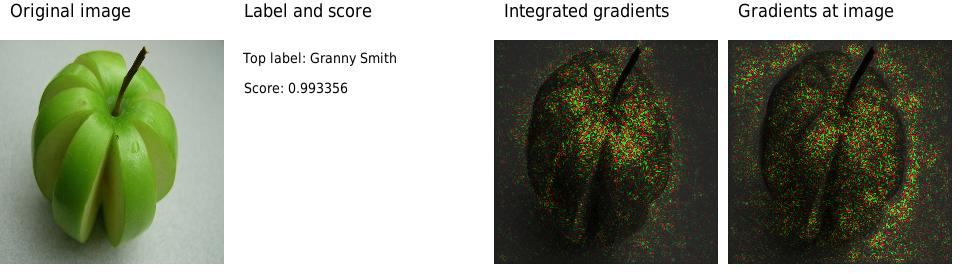 Original image
Label and score
Integrated gradients
Gradients at image
Top label: Granny Smith
Score: 0.993356